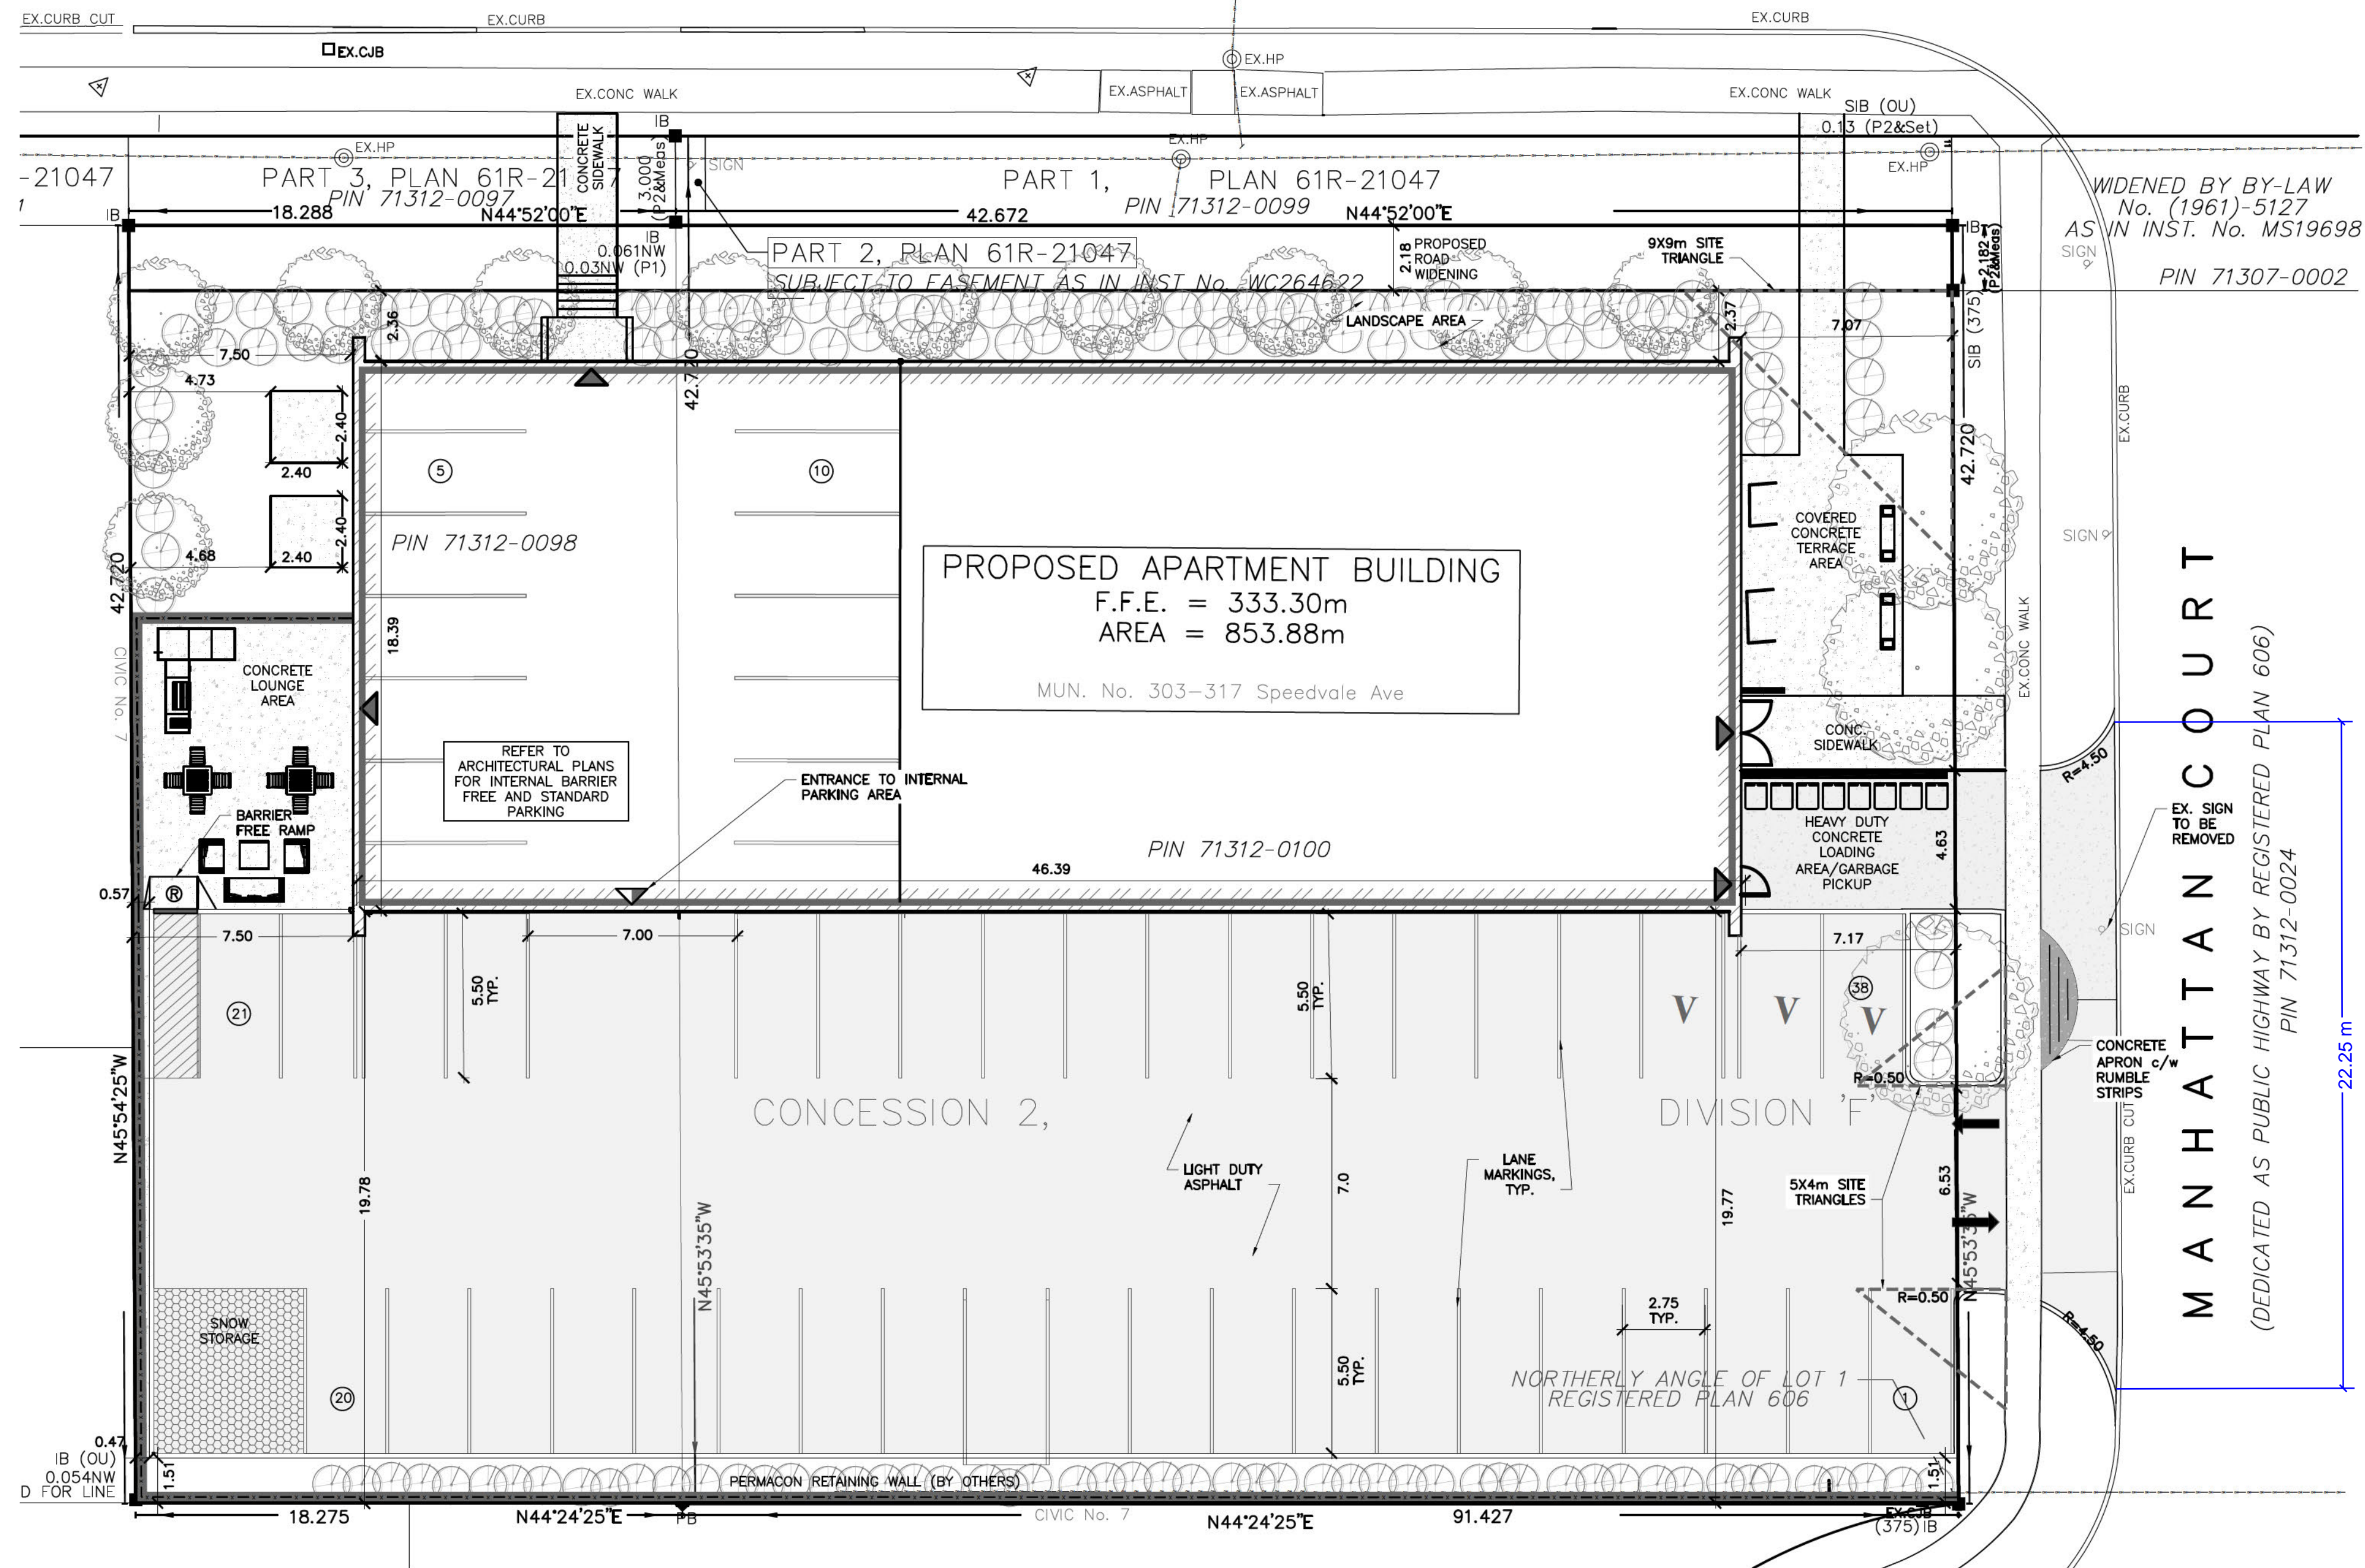 EX.CURB CUT
EX.CURB
EX.CURB
EX.CJB
EX.HP
EX.ASPHALT
EX.ASPHALT
EX.CONC WALK
EX.CONC WALK
SIB (OU)
0.13 (P2&Set)
IB
CONCRETE
SIDEWALK
3.000
(P2&Meas)
SIGN
EX.HP
EX.HP
EX.HP
-21047
PART 3, PLAN 61R-21
7
PIN 71312-0097
PART 1, PLAN 61R-21047
PIN 71312-0099
WIDENED BY BY-LAW
No. (1961)-5127
AS IN INST. No. MS19698
SIGN
PIN 71307-0002
IB
18.288
N44°52'00"E
42.672
N44°52'00"E
IB
2.182
(P2&Meas)
IB
0.061NW
0.03NW (P1)
PART 2, PLAN 61R-21047
SUBJECT TO EASEMENT AS IN INST No. WC264622
2.18
PROPOSED
ROAD
WIDENING
9X9m SITE
TRIANGLE
LANDSCAPE AREA
2.36
2.37
7.07
SIB (375)
7.50
4.73
42.720
2.40
2.40
42.720
EX.CURB
5
10
2.40
2.40
4.68
42.720
PIN 71312-0098
18.39
PROPOSED APARTMENT BUILDING
F.F.E. = 333.30m
AREA = 853.88m
MUN. No. 303-317 Speedvale Ave
COVERED
CONCRETE
TERRACE
AREA
SIGN
EX.CONC WALK
CIVIC No. 7
CONCRETE
LOUNGE
AREA
CONC.
SIDEWALK
R=4.50
MANHATTAN COURT
(DEDICATED AS PUBLIC HIGHWAY BY REGISTERED PLAN 606)
PIN 71312-0024
22.25 m
REFER TO
ARCHITECTURAL PLANS
FOR INTERNAL BARRIER
FREE AND STANDARD
PARKING
ENTRANCE TO INTERNAL
PARKING AREA
BARRIER
FREE RAMP
R
0.57
HEAVY DUTY
CONCRETE
LOADING
AREA/GARBAGE
PICKUP
4.63
EX. SIGN
TO BE
REMOVED
PIN 71312-0100
46.39
7.50
7.00
7.17
SIGN
5.50
TYP.
5.50
TYP.
21
38
V
V
V
R=0.50
CONCRETE
APRON c/w
RUMBLE
STRIPS
EX.CURB CUT
N45°54'25"W
CONCESSION 2,
DIVISION 'F'
LIGHT DUTY
ASPHALT
LANE
MARKINGS,
TYP.
7.0
5X4m SITE
TRIANGLES
6.53
19.78
N45°53'35"W
19.77
N45°53'35"W
2.75
TYP.
R=0.50
R=4.50
SNOW
STORAGE
5.50
TYP.
NORTHERLY ANGLE OF LOT 1
REGISTERED PLAN 606
20
1
0.47
IB (OU)
0.054NW
D FOR LINE
1.51
PERMACON RETAINING WALL (BY OTHERS)
1.51
18.275
N44°24'25"E
CIVIC No. 7
N44°24'25"E
91.427
EX.CJB
(375)IB